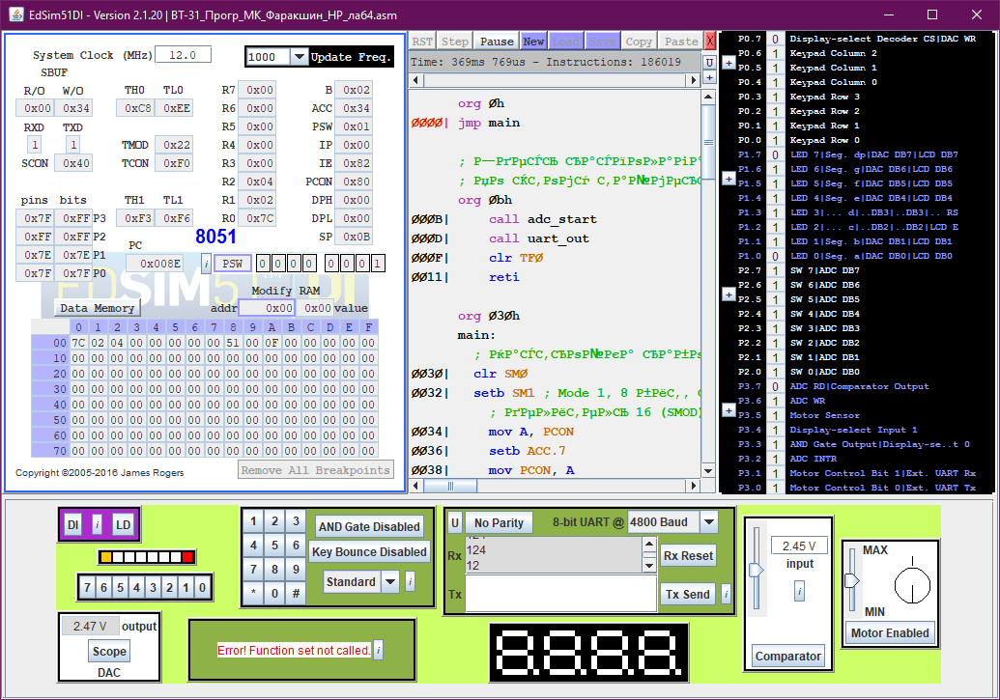 EdSim51DI - Version 2.1.20 | BT-31_Прогр_МК_Фаракшин_НР_ла64.asm
System Clock (MHz) 12.0
1000 Update Freq.
SBUF
R/O W/O TH0 TL0 R7 0x00 B 0x02
0x00 0x34 0xC8 0xEE R6 0x00 ACC 0x34
RXD TXD R5 0x00 PSW 0x01
1 1 TMOD 0x22 R4 0x00 IP 0x00
SCON 0x40 TCON 0xF0 R3 0x00 IE 0x82
R2 0x04 PCON 0x80
pins bits TH1 TL1 R1 0x02 DPH 0x00
0x7F 0xFF P3 0xF3 0xF6 R0 0x7C DPL 0x00
0xFF 0xFF P2 8051 SP 0x0B
0x7E 0x7E P1 PC
0x7F 0x7F P0 0x008E i PSW 0 0 0 0 0 0 0 1
EDSIM51DI
Modify RAM
Data Memory addr 0x00 0x00 value
0 1 2 3 4 5 6 7 8 9 A B C D E F
00 7C 02 04 00 00 00 00 00 51 00 0F 00 00 00 00 00
10 00 00 00 00 00 00 00 00 00 00 00 00 00 00 00 00
20 00 00 00 00 00 00 00 00 00 00 00 00 00 00 00 00
30 00 00 00 00 00 00 00 00 00 00 00 00 00 00 00 00
40 00 00 00 00 00 00 00 00 00 00 00 00 00 00 00 00
50 00 00 00 00 00 00 00 00 00 00 00 00 00 00 00 00
60 00 00 00 00 00 00 00 00 00 00 00 00 00 00 00 00
70 00 00 00 00 00 00 00 00 00 00 00 00 00 00 00 00
Copyright ©2005-2016 James Rogers Remove All Breakpoints
RST Step Pause New Load Save Copy Paste X
Time: 369ms 769us - Instructions: 186019
U
org 0h
0000| jmp main
org 0bh
000B| call adc_start
000D| call uart_out
000F| clr TF0
0011| reti
org 030h
main:
0030| clr SM0
0032| setb SM1 ; Mode 1, 8
16 (SMOD)
0034| mov A, PCON
0036| setb ACC.7
0038| mov PCON, A
P0.7 0 Display-select Decoder CS|DAC WR
P0.6 1 Keypad Column 2
P0.5 1 Keypad Column 1
P0.4 1 Keypad Column 0
P0.3 1 Keypad Row 3
P0.2 1 Keypad Row 2
P0.1 1 Keypad Row 1
P0.0 1 Keypad Row 0
P1.7 0 LED 7|Seg. dp|DAC DB7|LCD DB7
P1.6 1 LED 6|Seg. g|DAC DB6|LCD DB6
P1.5 1 LED 5|Seg. f|DAC DB5|LCD DB5
P1.4 1 LED 4|Seg. e|DAC DB4|LCD DB4
P1.3 1 LED 3|... d|..DB3|..DB3|.. RS
P1.2 1 LED 2|... c|..DB2|..DB2|LCD E
P1.1 1 LED 1|Seg. b|DAC DB1|LCD DB1
P1.0 0 LED 0|Seg. a|DAC DB0|LCD DB0
P2.7 1 SW 7|ADC DB7
P2.6 1 SW 6|ADC DB6
P2.5 1 SW 5|ADC DB5
P2.4 1 SW 4|ADC DB4
P2.3 1 SW 3|ADC DB3
P2.2 1 SW 2|ADC DB2
P2.1 1 SW 1|ADC DB1
P2.0 1 SW 0|ADC DB0
P3.7 0 ADC RD|Comparator Output
P3.6 1 ADC WR
P3.5 1 Motor Sensor
P3.4 1 Display-select Input 1
P3.3 1 AND Gate Output|Display-se..t 0
P3.2 1 ADC INTR
P3.1 1 Motor Control Bit 1|Ext. UART Rx
P3.0 1 Motor Control Bit 0|Ext. UART Tx
DI i LD
7 6 5 4 3 2 1 0
2.47 V output
Scope
DAC
1 2 3
4 5 6
7 8 9
* 0 #
AND Gate Disabled
Key Bounce Disabled
Standard i
Error! Function set not called. i
U No Parity 8-bit UART @ 4800 Baud
Rx 124
12
Rx Reset
Tx
Tx Send i
8.8.8.8.
2.45 V
input
i
Comparator
MAX
MIN
Motor Enabled